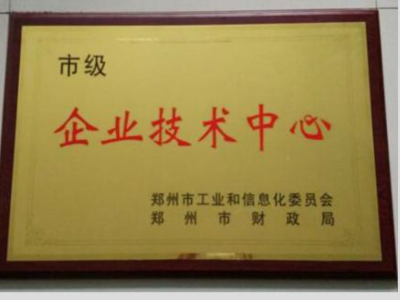 市级
企业技术中心
郑州市工业和信息化委员会
郑州市财政局